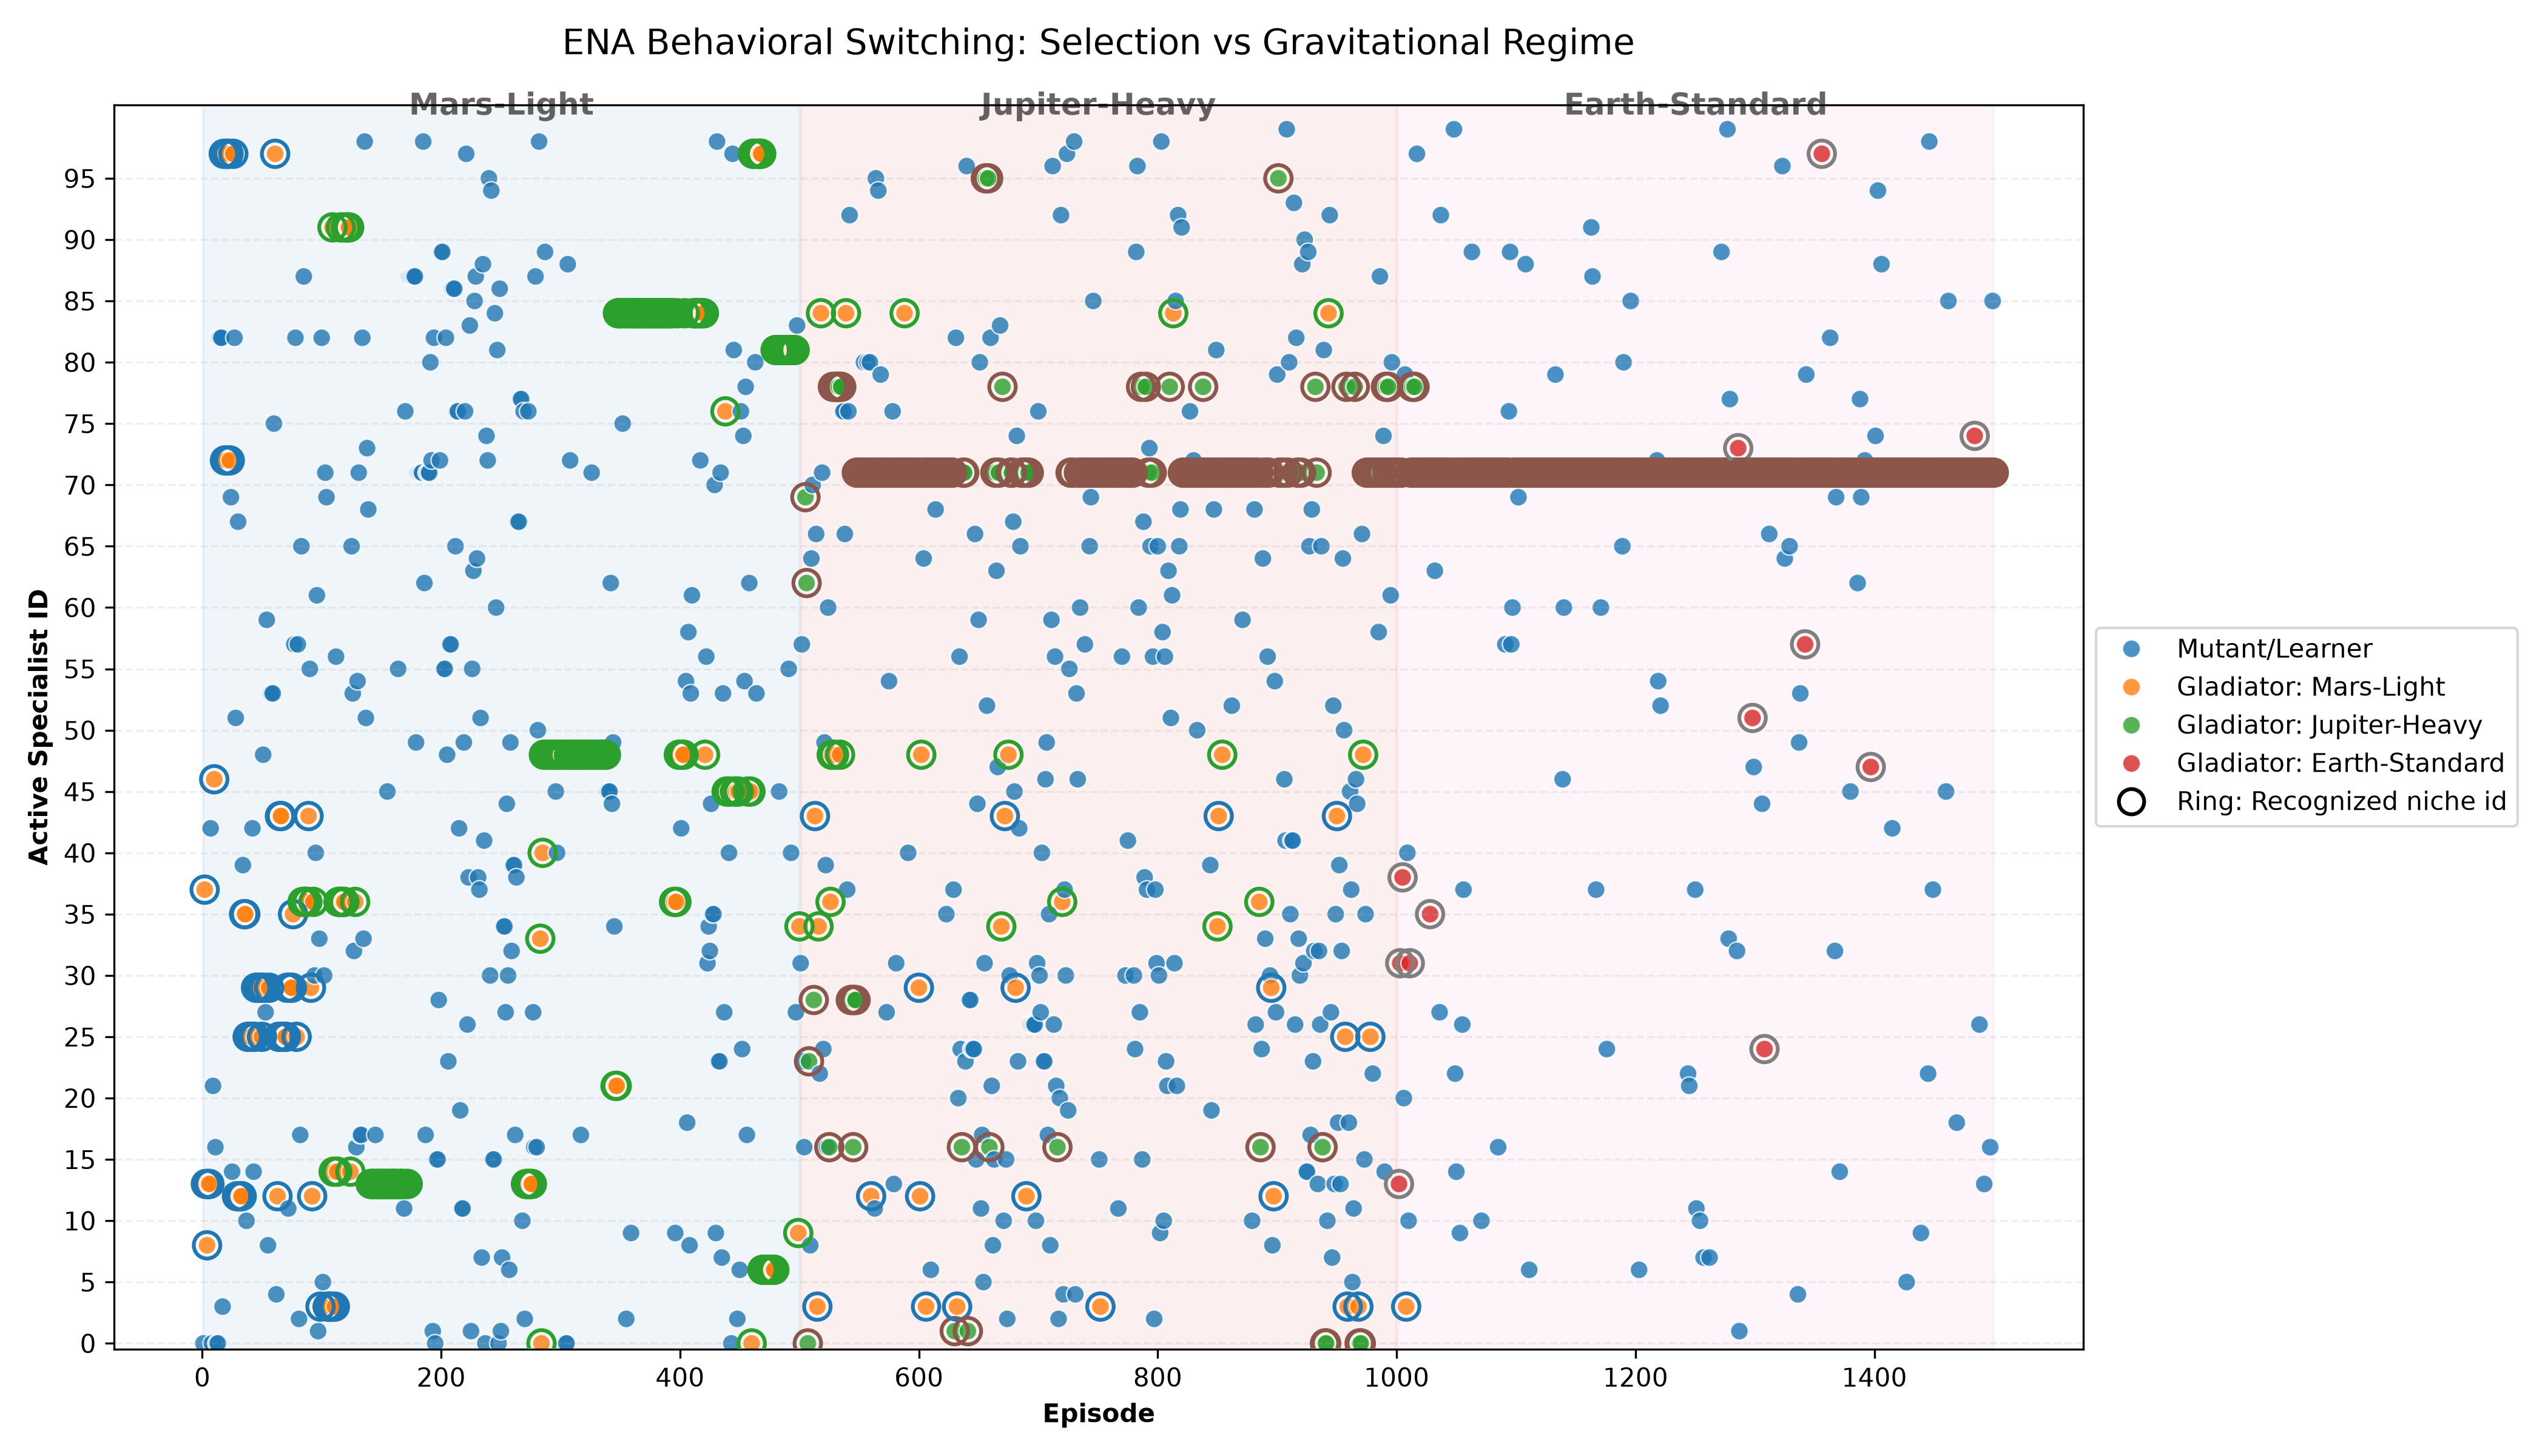 ENA Behavioral Switching: Selection vs Gravitational Regime
Mars-Light
Jupiter-Heavy
Earth-Standard
95
90
85
80
75
70
65
60
55
50
45
40
35
30
25
20
15
10
5
0
Active Specialist ID
0
200
400
600
800
1000
1200
1400
Episode
Mutant/Learner
Gladiator: Mars-Light
Gladiator: Jupiter-Heavy
Gladiator: Earth-Standard
Ring: Recognized niche id